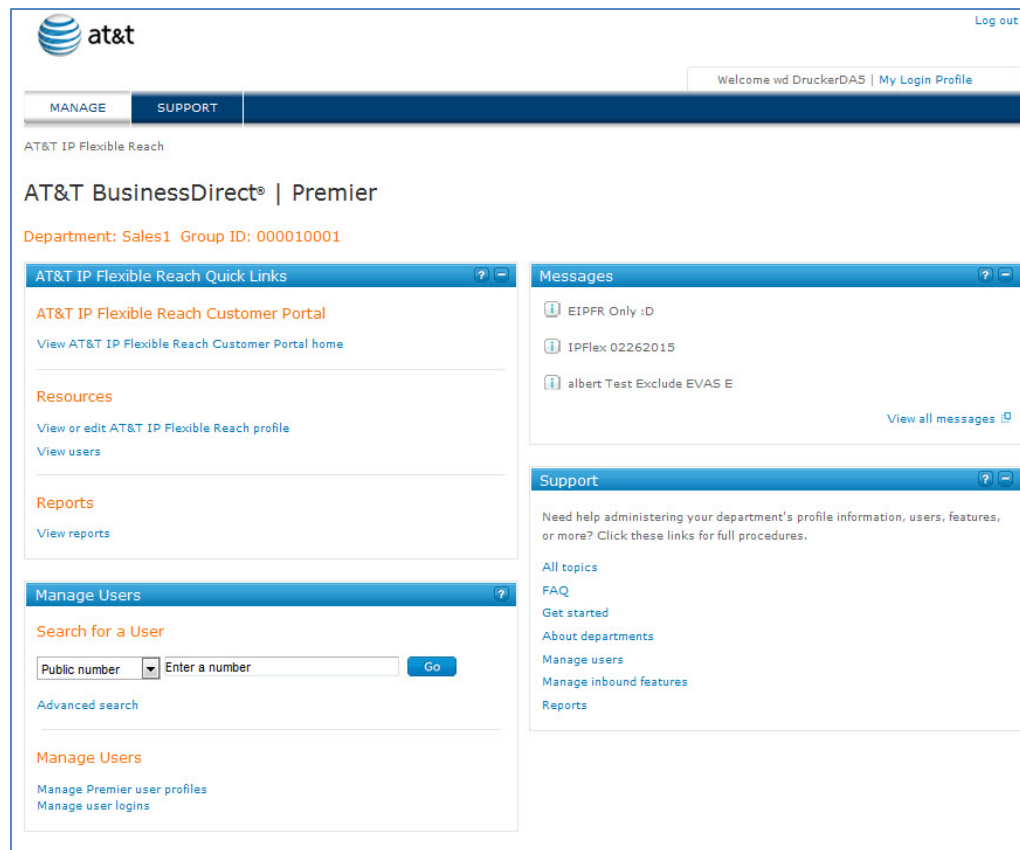 at&t
Log out
Welcome wd DruckerDA5 | My Login Profile
MANAGE SUPPORT
AT&T IP Flexible Reach
AT&T BusinessDirect® | Premier
Department: Sales1 Group ID: 000010001
AT&T IP Flexible Reach Quick Links ?
AT&T IP Flexible Reach Customer Portal
View AT&T IP Flexible Reach Customer Portal home
Resources
View or edit AT&T IP Flexible Reach profile
View users
Reports
View reports
Manage Users ?
Search for a User
Public number Enter a number Go
Advanced search
Manage Users
Manage Premier user profiles
Manage user logins
Messages ?
i EIPFR Only :D
i IPFlex 02262015
i albert Test Exclude EVAS E
View all messages
Support ?
Need help administering your department's profile information, users, features,
or more? Click these links for full procedures.
All topics
FAQ
Get started
About departments
Manage users
Manage inbound features
Reports